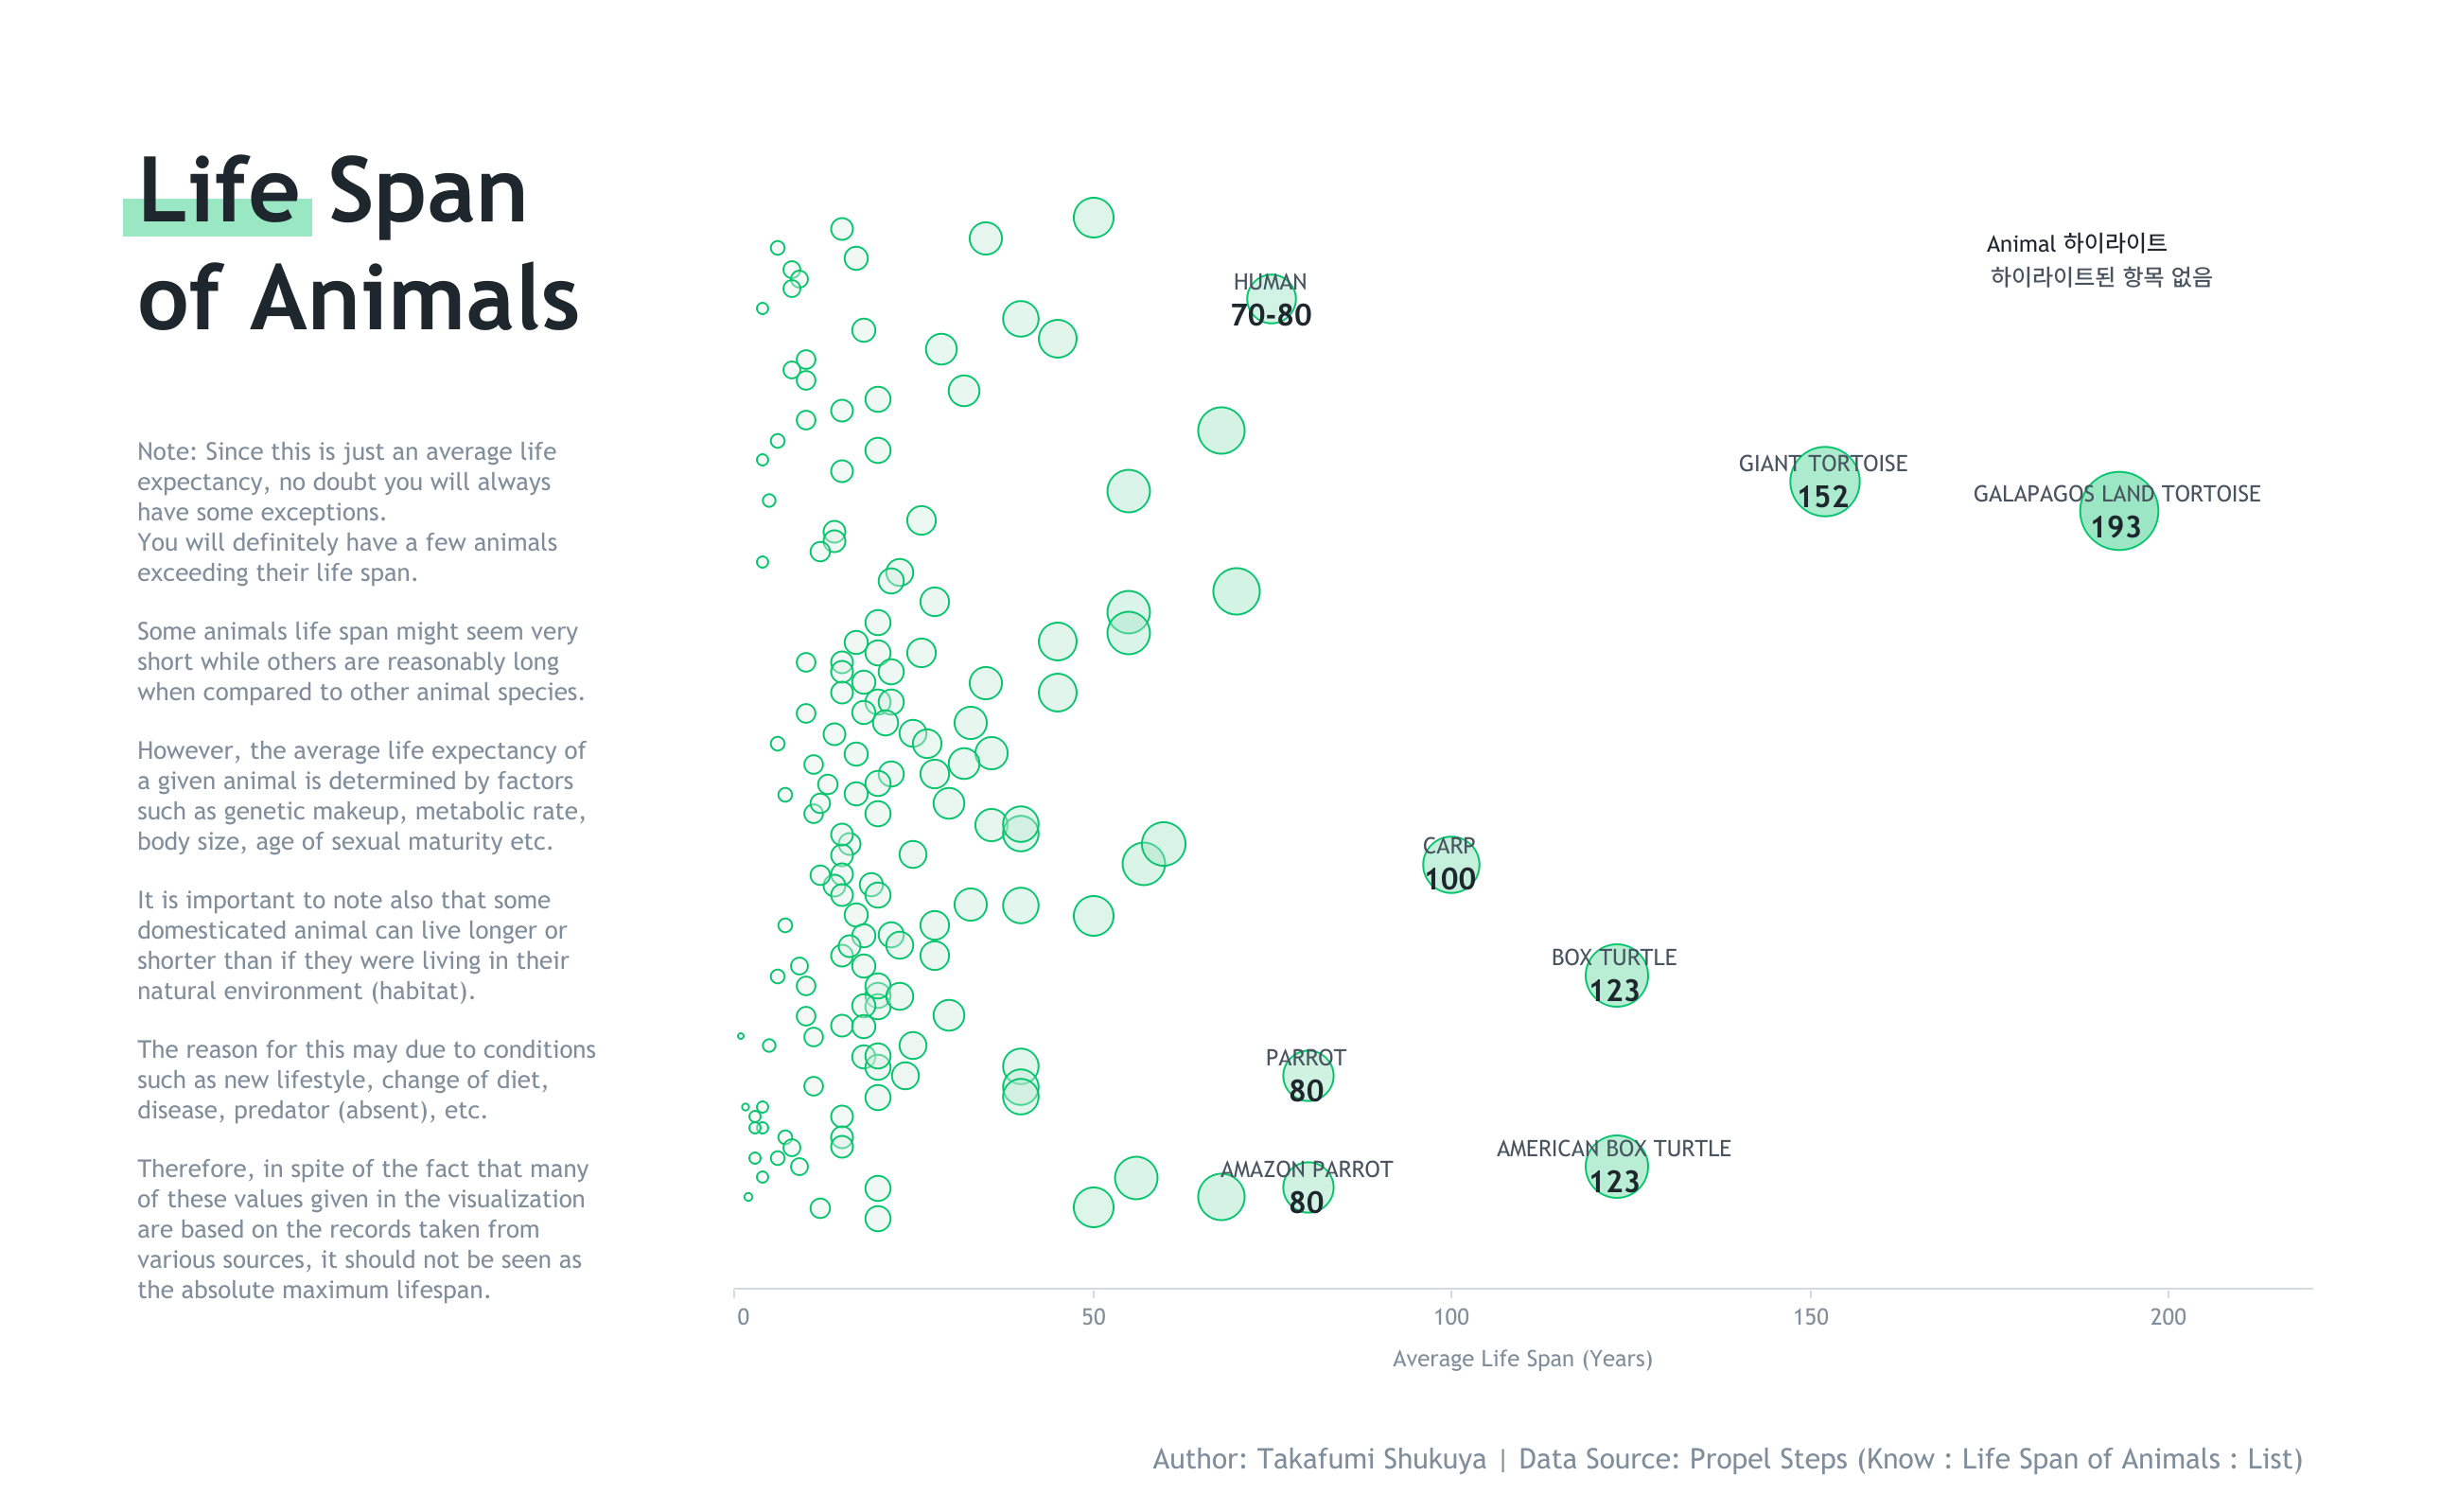 Life Span
of Animals
Note: Since this is just an average life
expectancy, no doubt you will always
have some exceptions.
You will definitely have a few animals
exceeding their life span.
Some animals life span might seem very
short while others are reasonably long
when compared to other animal species.
However, the average life expectancy of
a given animal is determined by factors
such as genetic makeup, metabolic rate,
body size, age of sexual maturity etc.
It is important to note also that some
domesticated animal can live longer or
shorter than if they were living in their
natural environment (habitat).
The reason for this may due to conditions
such as new lifestyle, change of diet,
disease, predator (absent), etc.
Therefore, in spite of the fact that many
of these values given in the visualization
are based on the records taken from
various sources, it should not be seen as
the absolute maximum lifespan.
Animal 하이라이트
하이라이트된 항목 없음
HUMAN
70-80
GIANT TORTOISE
152
GALAPAGOS LAND TORTOISE
193
CARP
100
BOX TURTLE
123
PARROT
80
AMERICAN BOX TURTLE
123
AMAZON PARROT
80
0 50 100 150 200
Average Life Span (Years)
Author: Takafumi Shukuya | Data Source: Propel Steps (Know : Life Span of Animals : List)